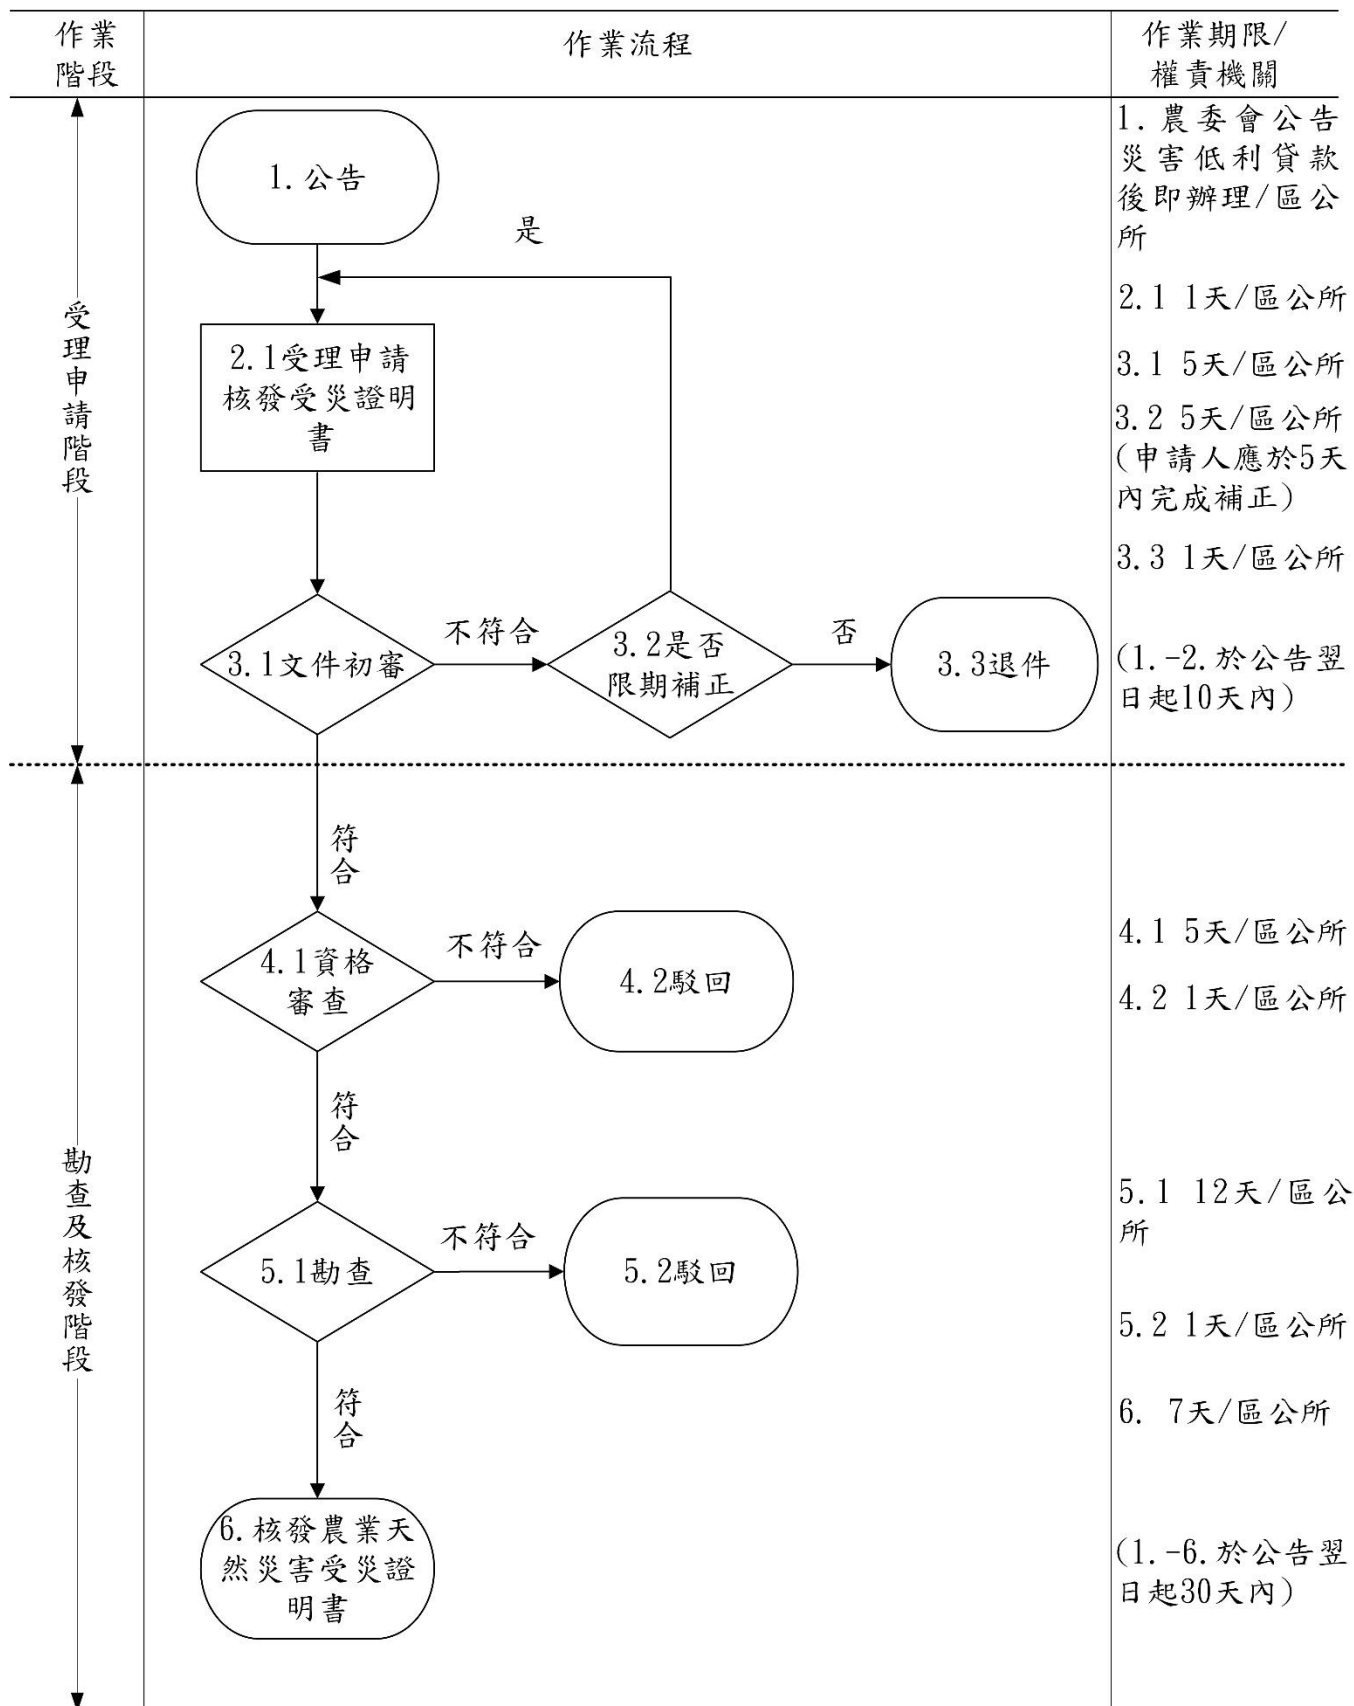 作業
階段
作業流程
作業期限/
權責機關
受理申請階段
1.公告
是
2.1受理申請
核發受災證明
書
3.1文件初審
不符合
3.2是否
限期補正
否
3.3退件
1.農委會公告
災害低利貸款
後即辦理/區公
所
2.1 1天/區公所
3.1 5天/區公所
3.2 5天/區公所
(申請人應於5天
內完成補正)
3.3 1天/區公所
(1.-2.於公告翌
日起10天內)
勘查及核發階段
符
合
4.1資格
審查
不符合
4.2駁回
符
合
5.1勘查
不符合
5.2駁回
符
合
6.核發農業天
然災害受災證
明書
4.1 5天/區公所
4.2 1天/區公所
5.1 12天/區公
所
5.2 1天/區公所
6. 7天/區公所
(1.-6.於公告翌
日起30天內)